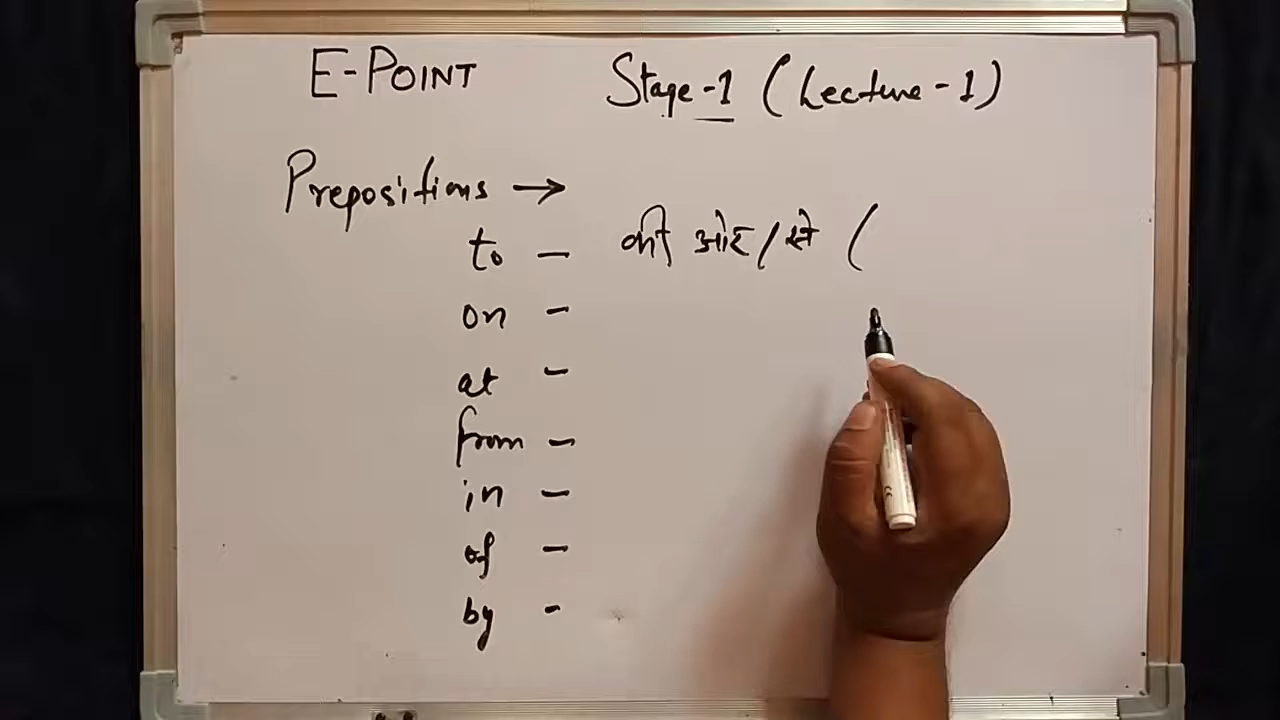 E-POINT Stage-1 (Lecture-1)
Prepositions →
to - की ओर/से (
on -
at -
from -
in -
of -
by -